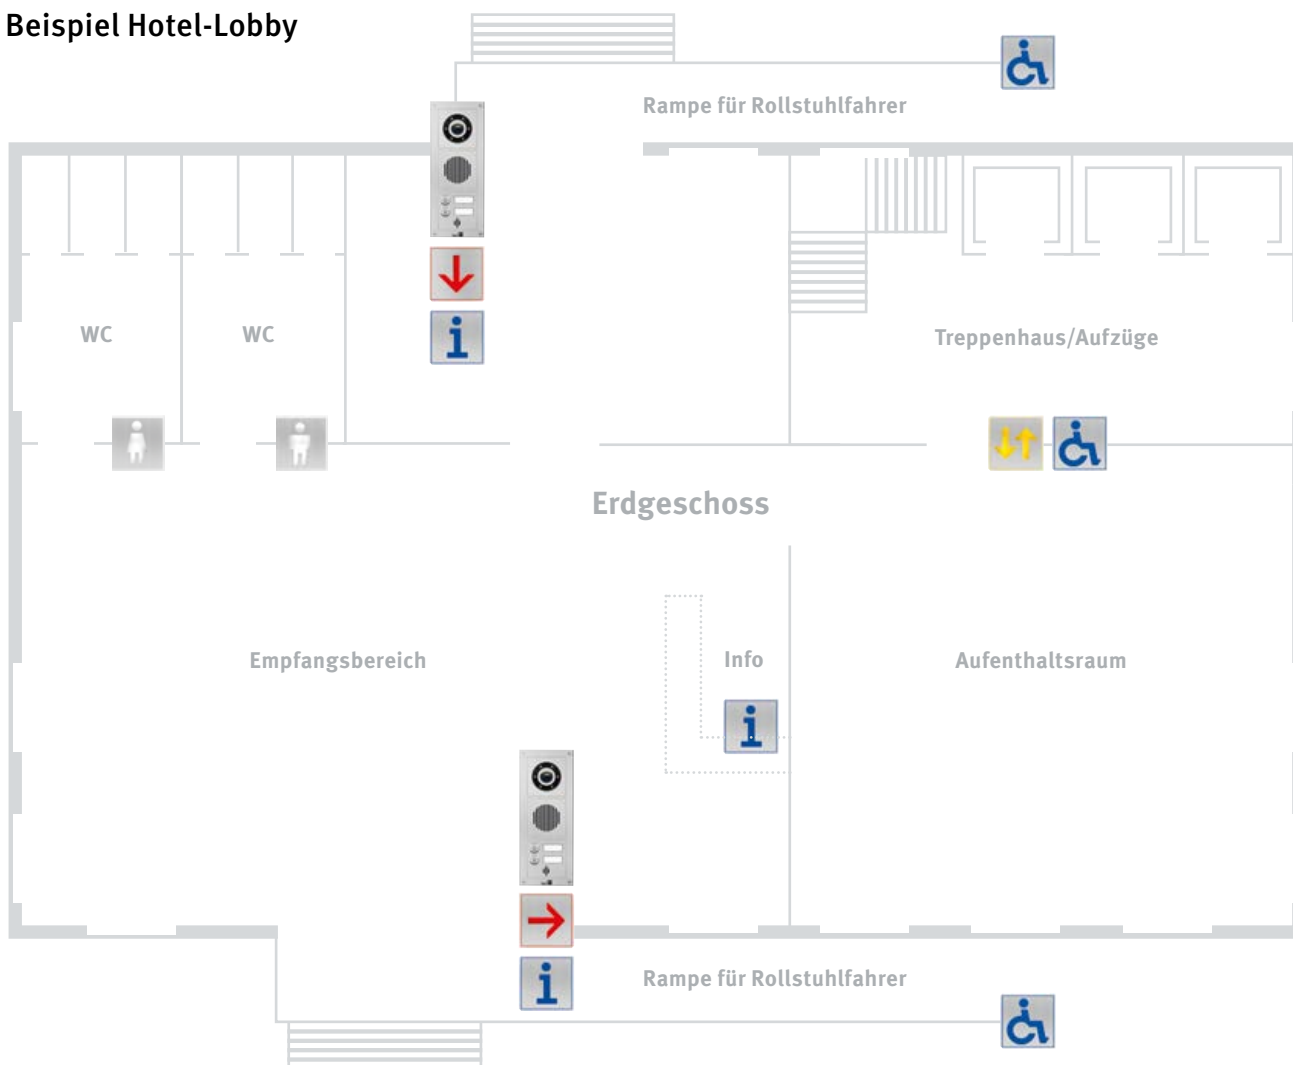 Beispiel Hotel-Lobby
Rampe für Rollstuhlfahrer
WC
WC
Treppenhaus/Aufzüge
Erdgeschoss
Empfangsbereich
Info
Aufenthaltsraum
Rampe für Rollstuhlfahrer